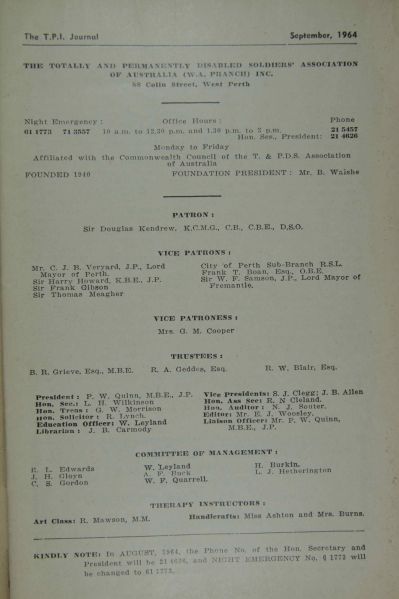 The T.P.I. Journal September, 1964
THE TOTALLY AND PERMANENTLY DISABLED SOLDIERS' ASSOCIATION
OF AUSTRALIA (W.A. BRANCH) INC.
88 Colin Street, West Perth
Night Emergency : Office Hours : Phone
61 1773 71 3557 10 a.m. to 12.30 p.m. and 1.30 p.m. to 3 p.m. 21 5457
Hon. Sec., President: 21 4626
Monday to Friday
Affiliated with the Commonwealth Council of the T. & P.D.S. Association
of Australia
FOUNDED 1940 FOUNDATION PRESIDENT : Mr. B. Walshe
PATRON :
Sir Douglas Kendrew, K.C.M.G., C.B., C.B.E., D.S.O.
VICE PATRONS :
Mr. C. J. B. Veryard, J.P., Lord
Mayor of Perth.
Sir Harry Howard, K.B.E., J.P.
Sir Frank Gibson
Sir Thomas Meagher
City of Perth Sub-Branch R.S.L.
Frank T. Boan, Esq., O.B.E.
Sir W. F. Samson, J.P., Lord Mayor of
Fremantle.
VICE PATRONESS :
Mrs. G. M. Cooper
TRUSTEES :
B. R. Grieve, Esq., M.B.E. R. A. Geddes, Esq. R. W. Blair, Esq.
President : P. W. Quinn, M.B.E., J.P.
Hon. Sec.: L. H. Wilkinson
Hon. Treas : G. W. Morrison
Hon. Solicitor : R. Lynch.
Education Officer: W. Leyland
Librarian : J. B. Carmody
Vice Presidents: S. J. Clegg; J. B. Allen
Hon. Ass Sec: R. N Cleland.
Hon. Auditor : N. J. Souter.
Editor: Mr. E. J. Woosley.
Liaison Officer: Mr. P. W. Quinn,
M.B.E., J.P.
COMMITTEE OF MANAGEMENT :
E. L. Edwards W. Leyland H. Burkin.
J. H. Gloyn A. F. Buck L. J. Hetherington
C. S. Gordon W. F. Quarrell.
THERAPY INSTRUCTORS :
Art Class: R. Mawson, M.M. Handicrafts: Miss Ashton and Mrs. Burns.
KINDLY NOTE: In AUGUST, 1964, the Phone No. of the Hon. Secretary and
President will be 21 4626, and NIGHT EMERGENCY No. 6 1773 will
be changed to 61 1773.